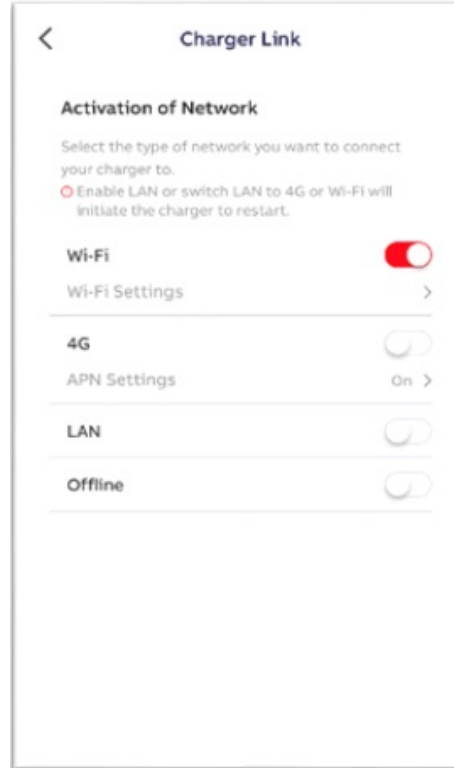 Charger Link
Activation of Network
Select the type of network you want to connect
your charger to.
Enable LAN or switch LAN to 4G or Wi-Fi will
initiate the charger to restart.
Wi-Fi
Wi-Fi Settings
4G
APN Settings On
LAN
Offline